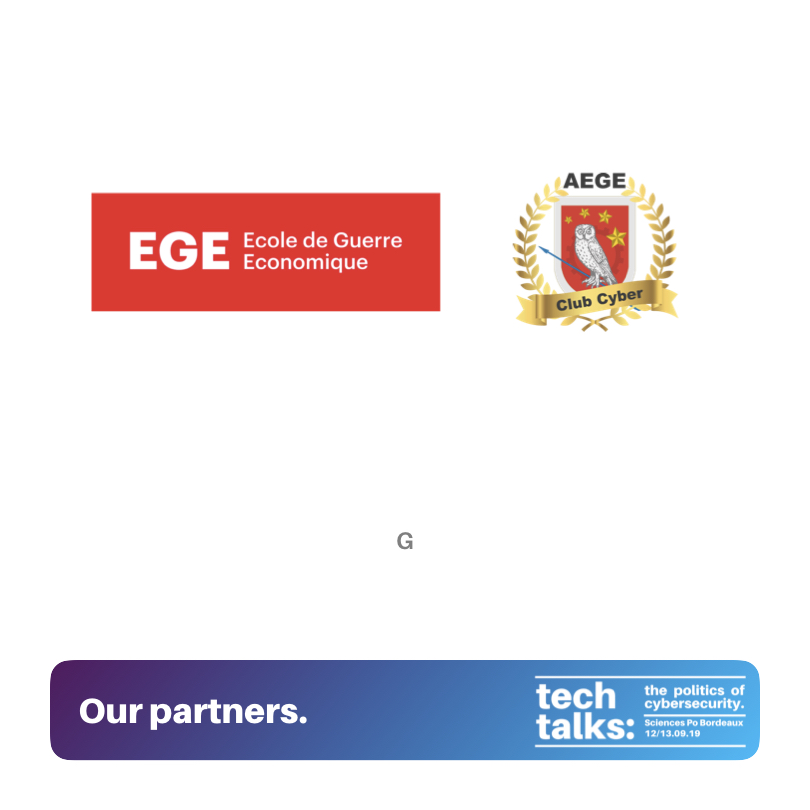 EGE
Ecole de Guerre
Economique
AEGE
Club Cyber
G
Our partners.
tech
talks:
the politics of
cybersecurity.
Sciences Po Bordeaux
12/13.09.19